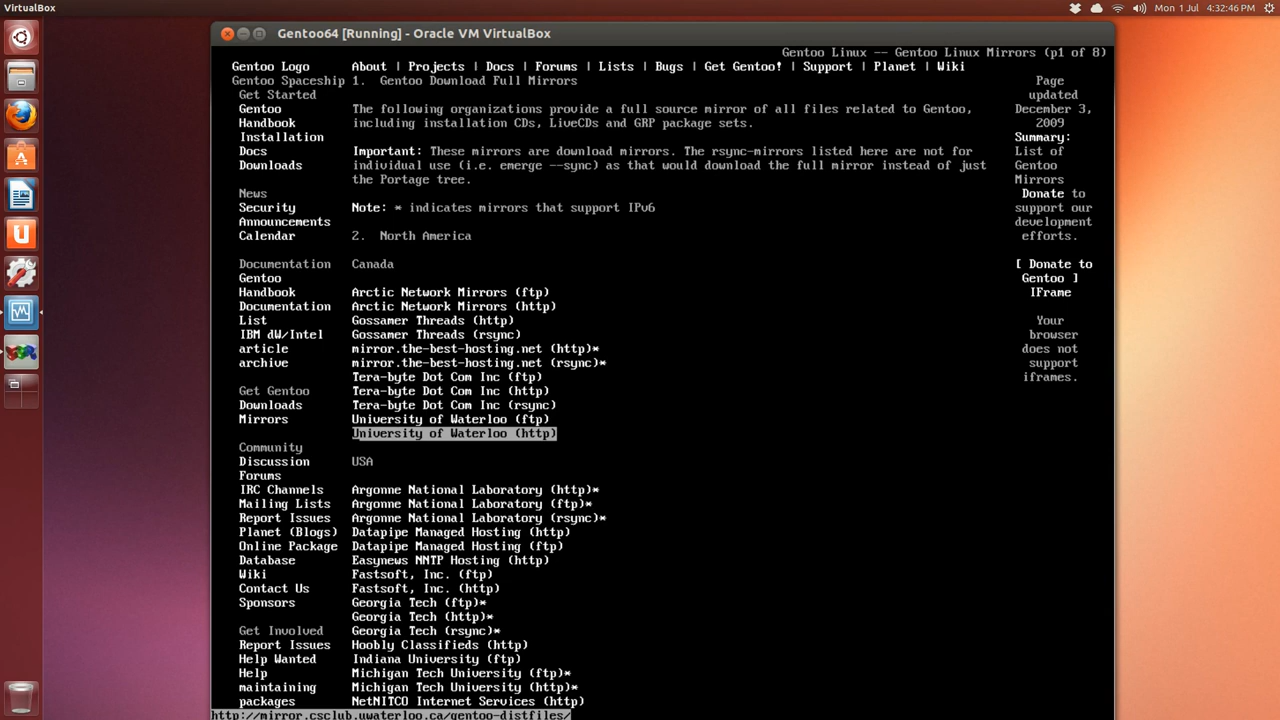 VirtualBox
Mon 1 Jul 4:32:46 PM
Gentoo64 [Running] - Oracle VM VirtualBox
Gentoo Linux -- Gentoo Linux Mirrors (p1 of 8)
Gentoo Logo About | Projects | Docs | Forums | Lists | Bugs | Get Gentoo! | Support | Planet | Wiki
Gentoo Spaceship 1. Gentoo Download Full Mirrors Page
Get Started updated
Gentoo The following organizations provide a full source mirror of all files related to Gentoo, December 3,
Handbook including installation CDs, LiveCDs and GRP package sets. 2009
Installation Summary:
Docs Important: These mirrors are download mirrors. The rsync-mirrors listed here are not for List of
Downloads individual use (i.e. emerge --sync) as that would download the full mirror instead of just Gentoo
the Portage tree. Mirrors
News Donate to
Security Note: * indicates mirrors that support IPv6 support our
Announcements development
Calendar 2. North America efforts.
Documentation Canada [ Donate to
Gentoo Gentoo ]
Handbook Arctic Network Mirrors (ftp) IFrame
Documentation Arctic Network Mirrors (http)
List Gossamer Threads (http) Your
IBM dW/Intel Gossamer Threads (rsync) browser
article mirror.the-best-hosting.net (http)* does not
archive mirror.the-best-hosting.net (rsync)* support
Tera-byte Dot Com Inc (ftp) iframes.
Get Gentoo Tera-byte Dot Com Inc (http)
Downloads Tera-byte Dot Com Inc (rsync)
Mirrors University of Waterloo (ftp)
University of Waterloo (http)
Community
Discussion USA
Forums
IRC Channels Argonne National Laboratory (http)*
Mailing Lists Argonne National Laboratory (ftp)*
Report Issues Argonne National Laboratory (rsync)*
Planet (Blogs) Datapipe Managed Hosting (http)
Online Package Datapipe Managed Hosting (ftp)
Database Easynews NNTP Hosting (http)
Wiki Fastsoft, Inc. (ftp)
Contact Us Fastsoft, Inc. (http)
Sponsors Georgia Tech (ftp)*
Georgia Tech (http)*
Get Involved Georgia Tech (rsync)*
Report Issues Hoobly Classifieds (http)
Help Wanted Indiana University (ftp)
Help Michigan Tech University (ftp)*
maintaining Michigan Tech University (http)*
packages NetNITCO Internet Services (http)
http://mirror.csclub.uwaterloo.ca/gentoo-distfiles/